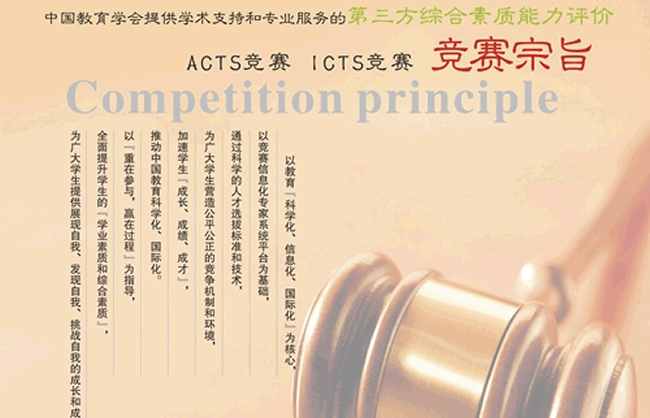 中国教育学会提供学术支持和专业服务的第三方综合素质能力评价
ACTS竞赛 ICTS竞赛 竞赛宗旨
Competition principle
以教育『科学化、信息化、国际化』为核心，
以竞赛信息化专家系统平台为基础，
通过科学的人才选拔标准和技术，
为广大学生营造公平公正的竞争机制和环境，
加速学生『成长、成绩、成才』，
推动中国教育科学化、国际化。
以『重在参与，赢在过程』为指导，
全面提升学生的『学业素质和综合素质』，
为广大学生提供展现自我、发现自我、挑战自我的成长和成